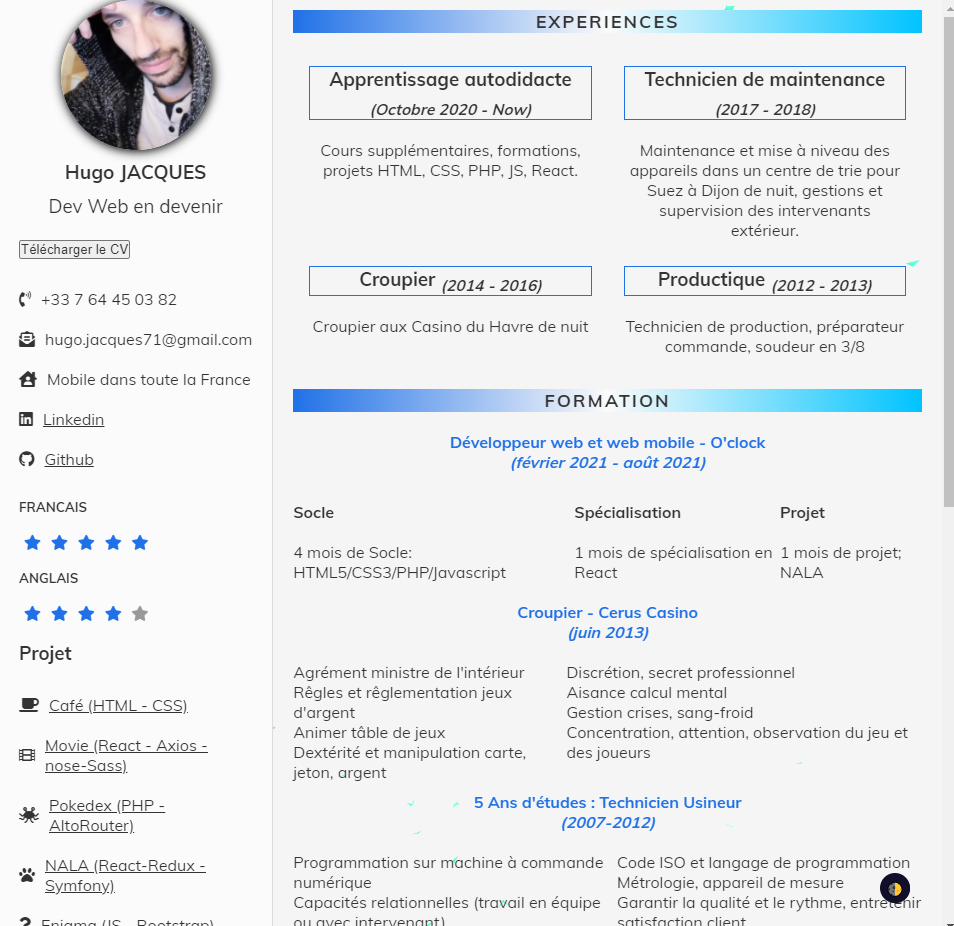 Hugo JACQUES
Dev Web en devenir
Télécharger le CV
+33 7 64 45 03 82
hugo.jacques71@gmail.com
Mobile dans toute la France
Linkedin
Github
FRANCAIS
ANGLAIS
Projet
Café (HTML - CSS)
Movie (React - Axios -
nose-Sass)
Pokedex (PHP -
AltoRouter)
NALA (React-Redux -
Symfony)
Enigma (JS - Bootstrap)
EXPERIENCES
Apprentissage autodidacte
(Octobre 2020 - Now)
Cours supplémentaires, formations,
projets HTML, CSS, PHP, JS, React.
Technicien de maintenance
(2017 - 2018)
Maintenance et mise à niveau des
appareils dans un centre de trie pour
Suez à Dijon de nuit, gestions et
supervision des intervenants
extérieur.
Croupier (2014 - 2016)
Croupier aux Casino du Havre de nuit
Productique (2012 - 2013)
Technicien de production, préparateur
commande, soudeur en 3/8
FORMATION
Développeur web et web mobile - O'clock
(février 2021 - août 2021)
Socle
4 mois de Socle:
HTML5/CSS3/PHP/Javascript
Spécialisation
1 mois de spécialisation en
React
Projet
1 mois de projet;
NALA
Croupier - Cerus Casino
(juin 2013)
Agrément ministre de l'intérieur
Rêgles et rêglementation jeux
d'argent
Animer tâble de jeux
Dextérité et manipulation carte,
jeton, argent
Discrétion, secret professionnel
Aisance calcul mental
Gestion crises, sang-froid
Concentration, attention, observation du jeu et
des joueurs
5 Ans d'études : Technicien Usineur
(2007-2012)
Programmation sur machine à commande
numérique
Capacités relationnelles (travail en équipe
ou avec intervenant)
Code ISO et langage de programmation
Métrologie, appareil de mesure
Garantir la qualité et le rythme, entretenir
satisfaction client